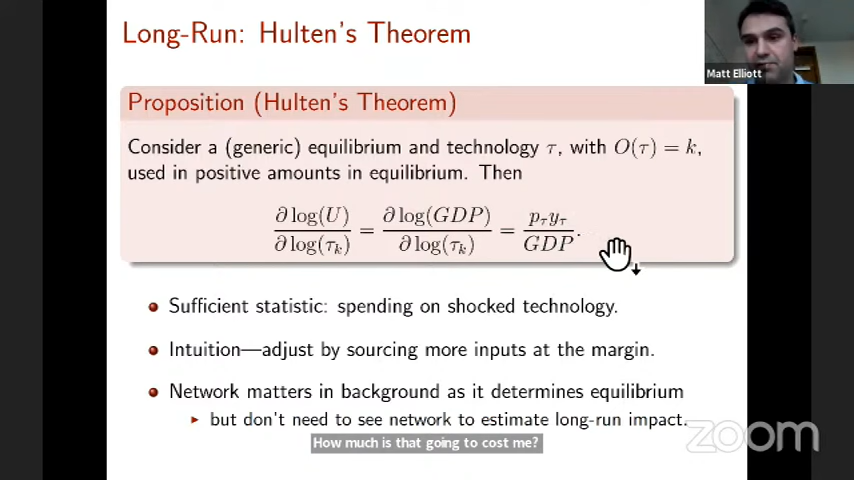 Long-Run: Hulten's Theorem
Matt Elliott
Proposition (Hulten's Theorem)
Consider a (generic) equilibrium and technology τ, with O(τ) = k,
used in positive amounts in equilibrium. Then
∂ log(U) / ∂ log(τₖ) = ∂ log(GDP) / ∂ log(τₖ) = p_τ y_τ / GDP.
Sufficient statistic: spending on shocked technology.
Intuition—adjust by sourcing more inputs at the margin.
Network matters in background as it determines equilibrium
but don't need to see network to estimate long-run impact.
zoom
How much is that going to cost me?